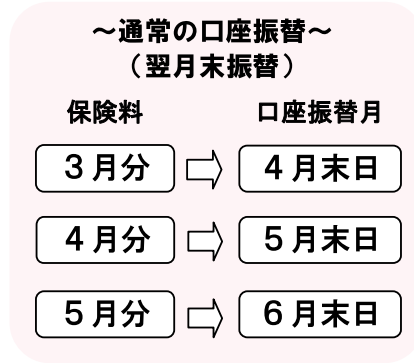 ～通常の口座振替～
（翌月末振替）
保険料 口座振替月
３月分 ⇨ ４月末日
４月分 ⇨ ５月末日
５月分 ⇨ ６月末日